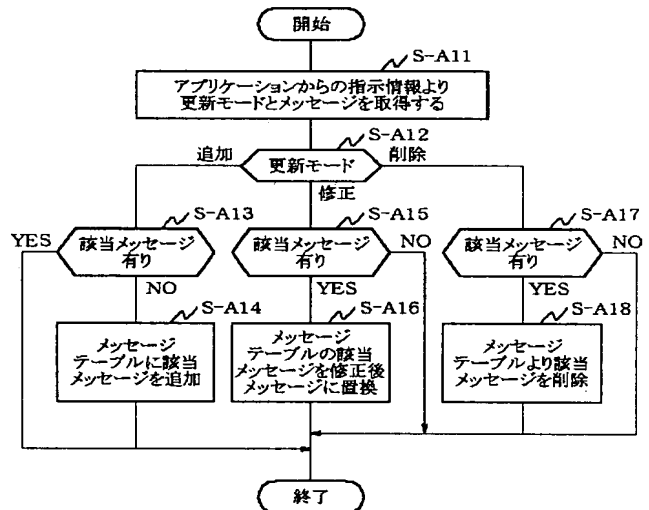 開始
S-A11
アプリケーションからの指示情報より
更新モードとメッセージを取得する
S-A12
追加
更新モード
削除
修正
S-A13
S-A15
S-A17
YES
該当メッセージ
有り
該当メッセージ
有り
NO
該当メッセージ
有り
NO
NO
YES
YES
S-A14
S-A16
S-A18
メッセージ
テーブルに該当
メッセージを追加
メッセージ
テーブルの該当
メッセージを修正後
メッセージに置換
メッセージ
テーブルより該当
メッセージを削除
終了